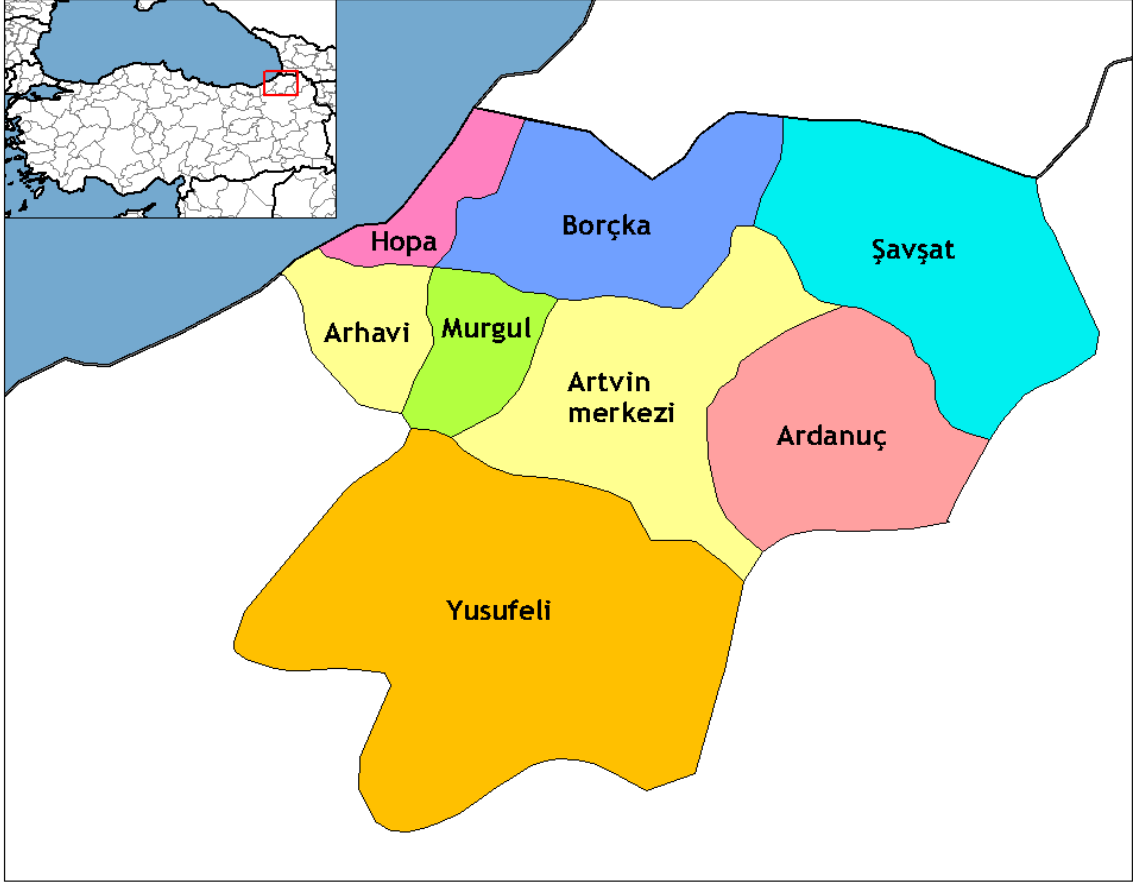 Borçka
Hopa
Şavşat
Arhavi
Murgul
Artvin
merkezi
Ardanuç
Yusufeli